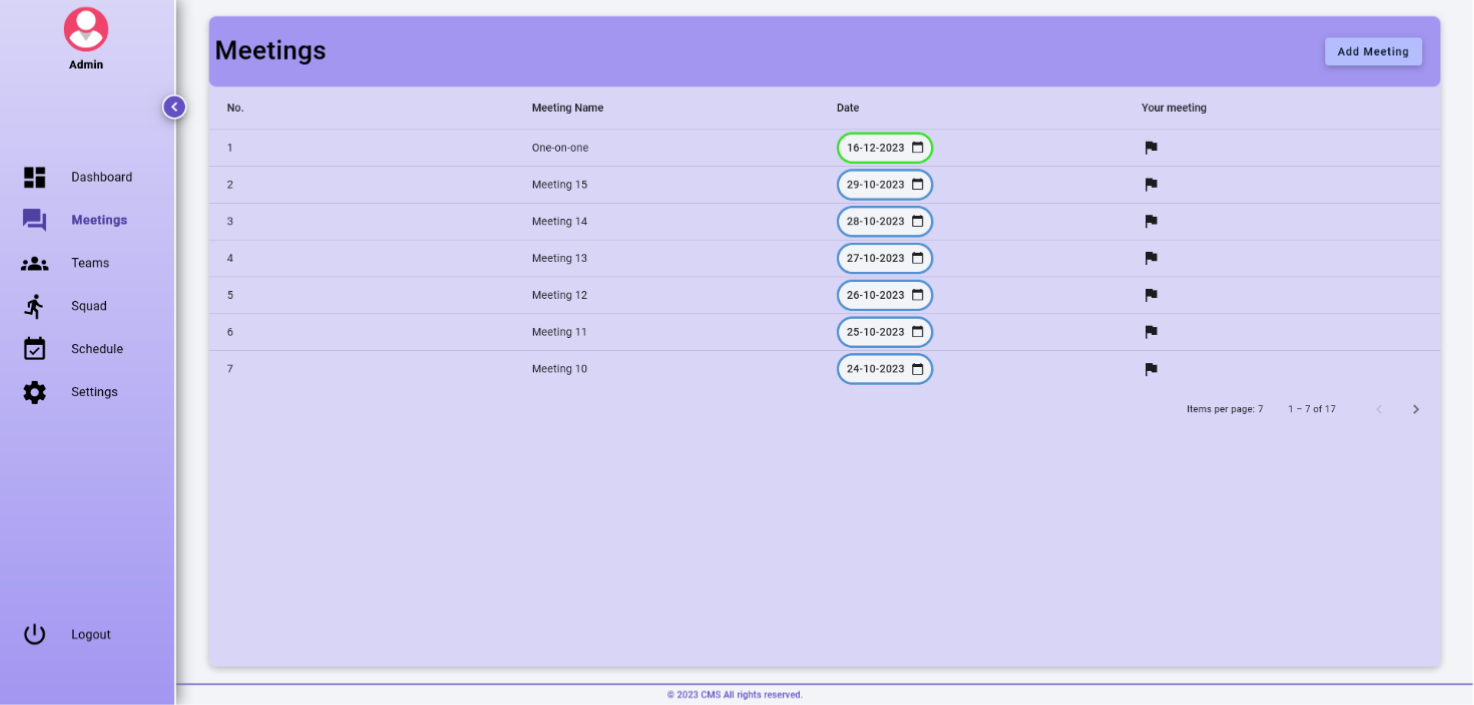 Admin
Dashboard
Meetings
Teams
Squad
Schedule
Settings
Logout
Meetings
Add Meeting
No. Meeting Name Date Your meeting
1 One-on-one 16-12-2023
2 Meeting 15 29-10-2023
3 Meeting 14 28-10-2023
4 Meeting 13 27-10-2023
5 Meeting 12 26-10-2023
6 Meeting 11 25-10-2023
7 Meeting 10 24-10-2023
Items per page: 7 1 – 7 of 17
© 2023 CMS All rights reserved.